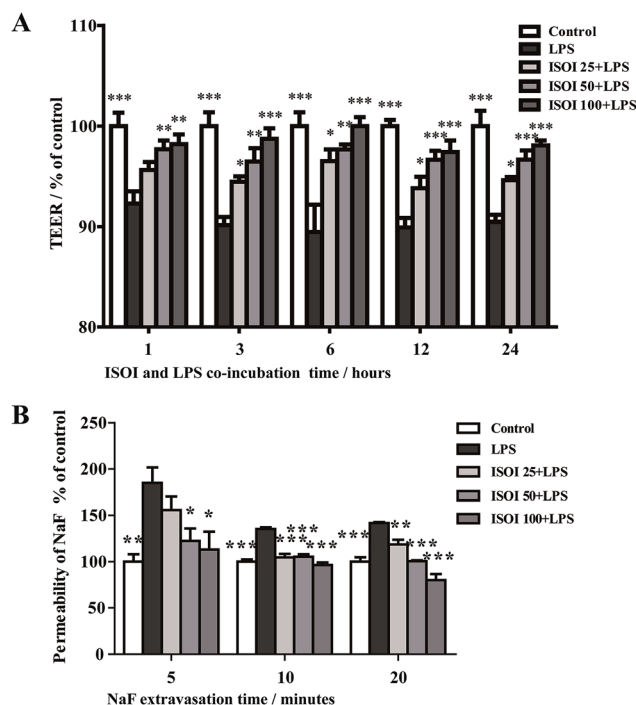 A
Control
LPS
ISOI 25+LPS
ISOI 50+LPS
ISOI 100+LPS
TEER / % of control
100
90
80
*** ** **
*** * ** ***
*** * ** ***
*** * *** ***
*** * *** ***
1 3 6 12 24
ISOI and LPS co-incubation time / hours
B
Control
LPS
ISOI 25+LPS
ISOI 50+LPS
ISOI 100+LPS
Permeability of NaF % of control
250
200
150
100
50
0
** * *
*** *** *** ***
*** ** *** ***
5 10 20
NaF extravasation time / minutes